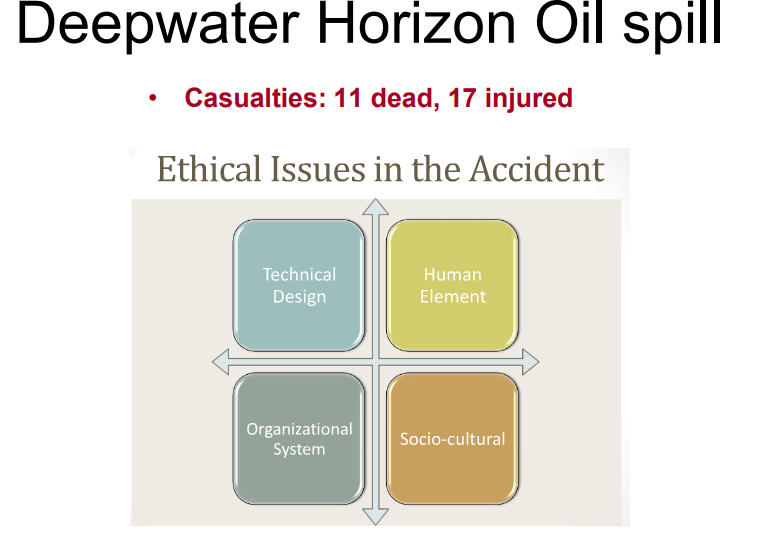 Deepwater Horizon Oil spill
• Casualties: 11 dead, 17 injured
Ethical Issues in the Accident
Technical
Design
Human
Element
Organizational
System
Socio-cultural